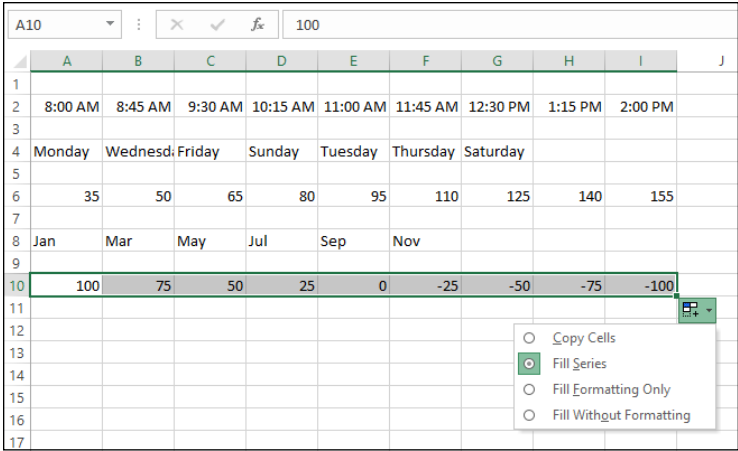 A10 fx 100
A B C D E F G H I J
1
2 8:00 AM 8:45 AM 9:30 AM 10:15 AM 11:00 AM 11:45 AM 12:30 PM 1:15 PM 2:00 PM
3
4 Monday Wednesd Friday Sunday Tuesday Thursday Saturday
5
6 35 50 65 80 95 110 125 140 155
7
8 Jan Mar May Jul Sep Nov
9
10 100 75 50 25 0 -25 -50 -75 -100
11
12 Copy Cells
13 Fill Series
14 Fill Formatting Only
15
16 Fill Without Formatting
17